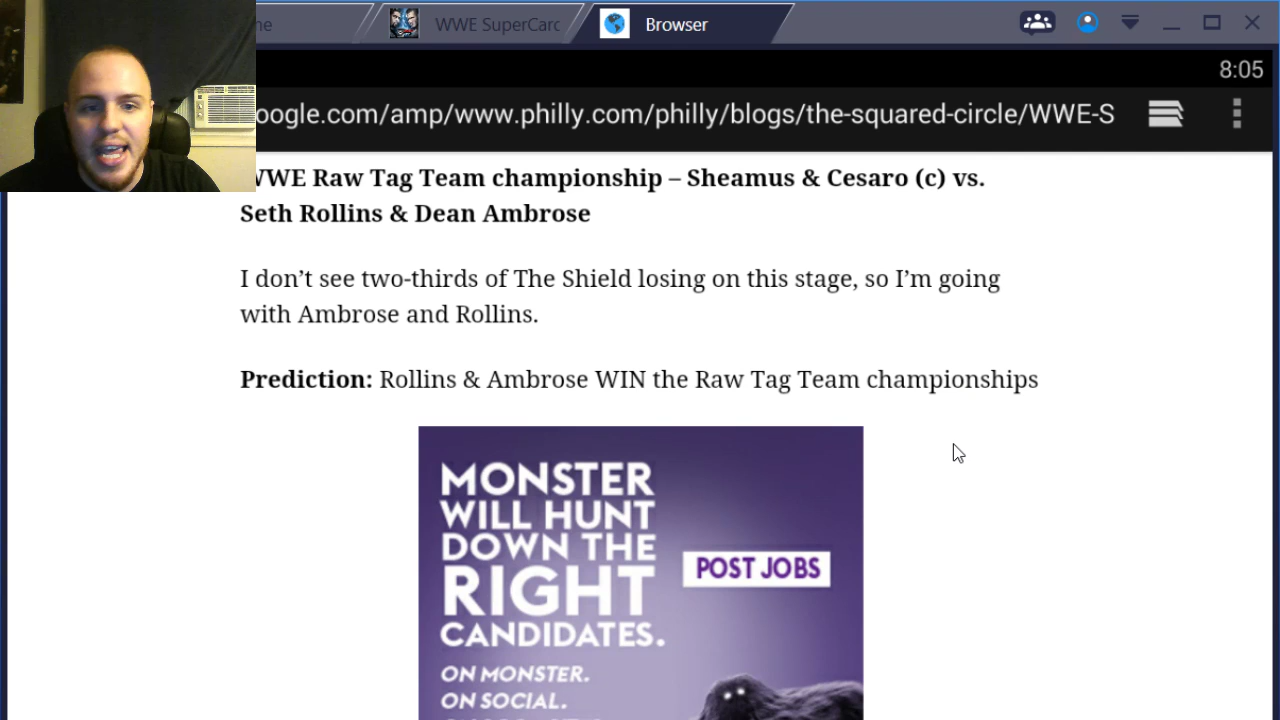 me
WWE SuperCarc
Browser
8:05
oogle.com/amp/www.philly.com/philly/blogs/the-squared-circle/WWE-S
WWE Raw Tag Team championship – Sheamus & Cesaro (c) vs.
Seth Rollins & Dean Ambrose
I don’t see two-thirds of The Shield losing on this stage, so I’m going
with Ambrose and Rollins.
Prediction: Rollins & Ambrose WIN the Raw Tag Team championships
MONSTER
WILL HUNT
DOWN THE
RIGHT
CANDIDATES.
POST JOBS
ON MONSTER.
ON SOCIAL.